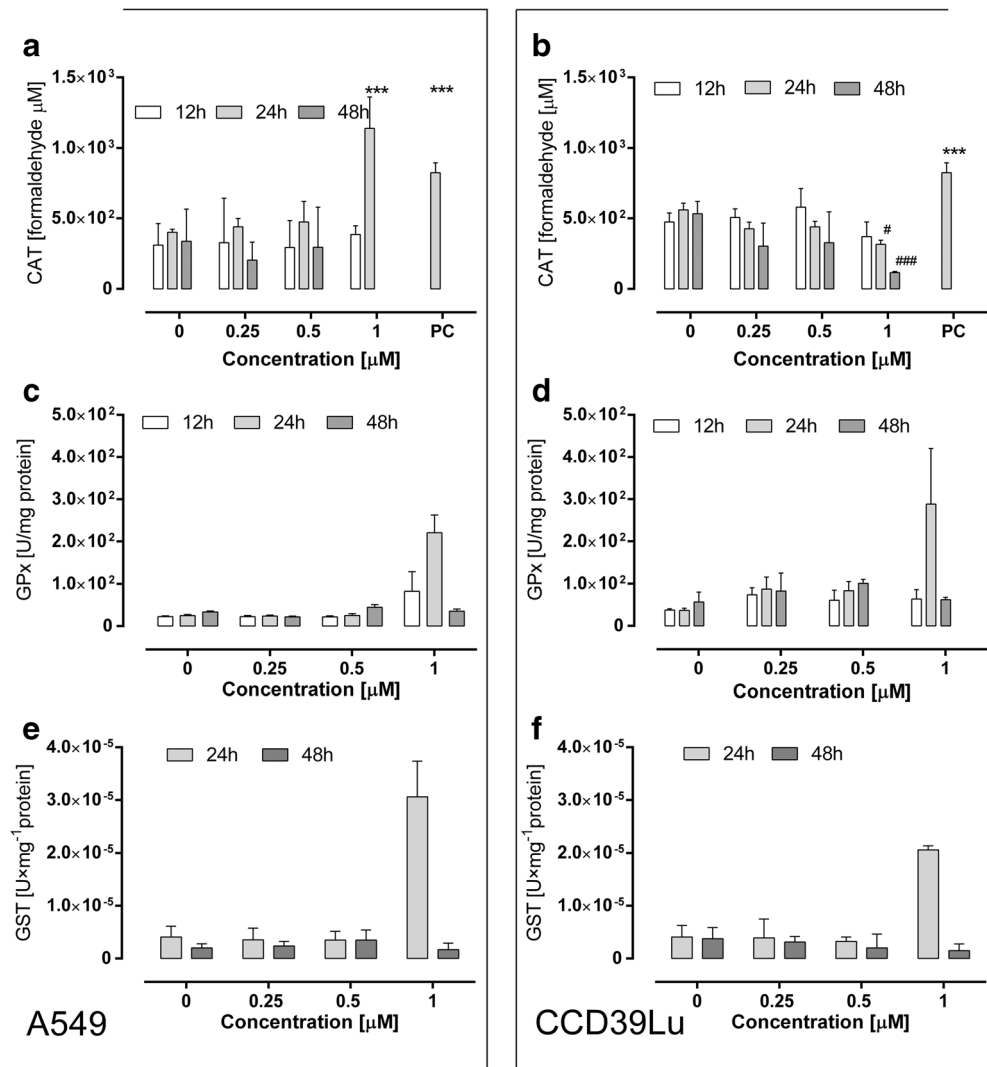 a
CAT [formaldehyde μM]
1.5×10³
1.0×10³
5.0×10²
0
12h 24h 48h
*** ***
0 0.25 0.5 1 PC
Concentration [μM]
b
CAT [formaldehyde [μM]
1.5×10³
1.0×10³
5.0×10²
0
12h 24h 48h
# ### ***
0 0.25 0.5 1 PC
Concentration [μM]
c
GPx [U/mg protein]
5.0×10²
4.0×10²
3.0×10²
2.0×10²
1.0×10²
0
12h 24h 48h
0 0.25 0.5 1
Concentration [μM]
d
GPx [U/mg protein]
5.0×10²
4.0×10²
3.0×10²
2.0×10²
1.0×10²
0
12h 24h 48h
0 0.25 0.5 1
Concentration [μM]
e
GST [U×mg⁻¹protein]
4.0×10⁻⁵
3.0×10⁻⁵
2.0×10⁻⁵
1.0×10⁻⁵
0
24h 48h
0 0.25 0.5 1
Concentration [μM]
A549
f
GST [U×mg⁻¹protein]
4.0×10⁻⁵
3.0×10⁻⁵
2.0×10⁻⁵
1.0×10⁻⁵
0
24h 48h
0 0.25 0.5 1
Concentration [μM]
CCD39Lu